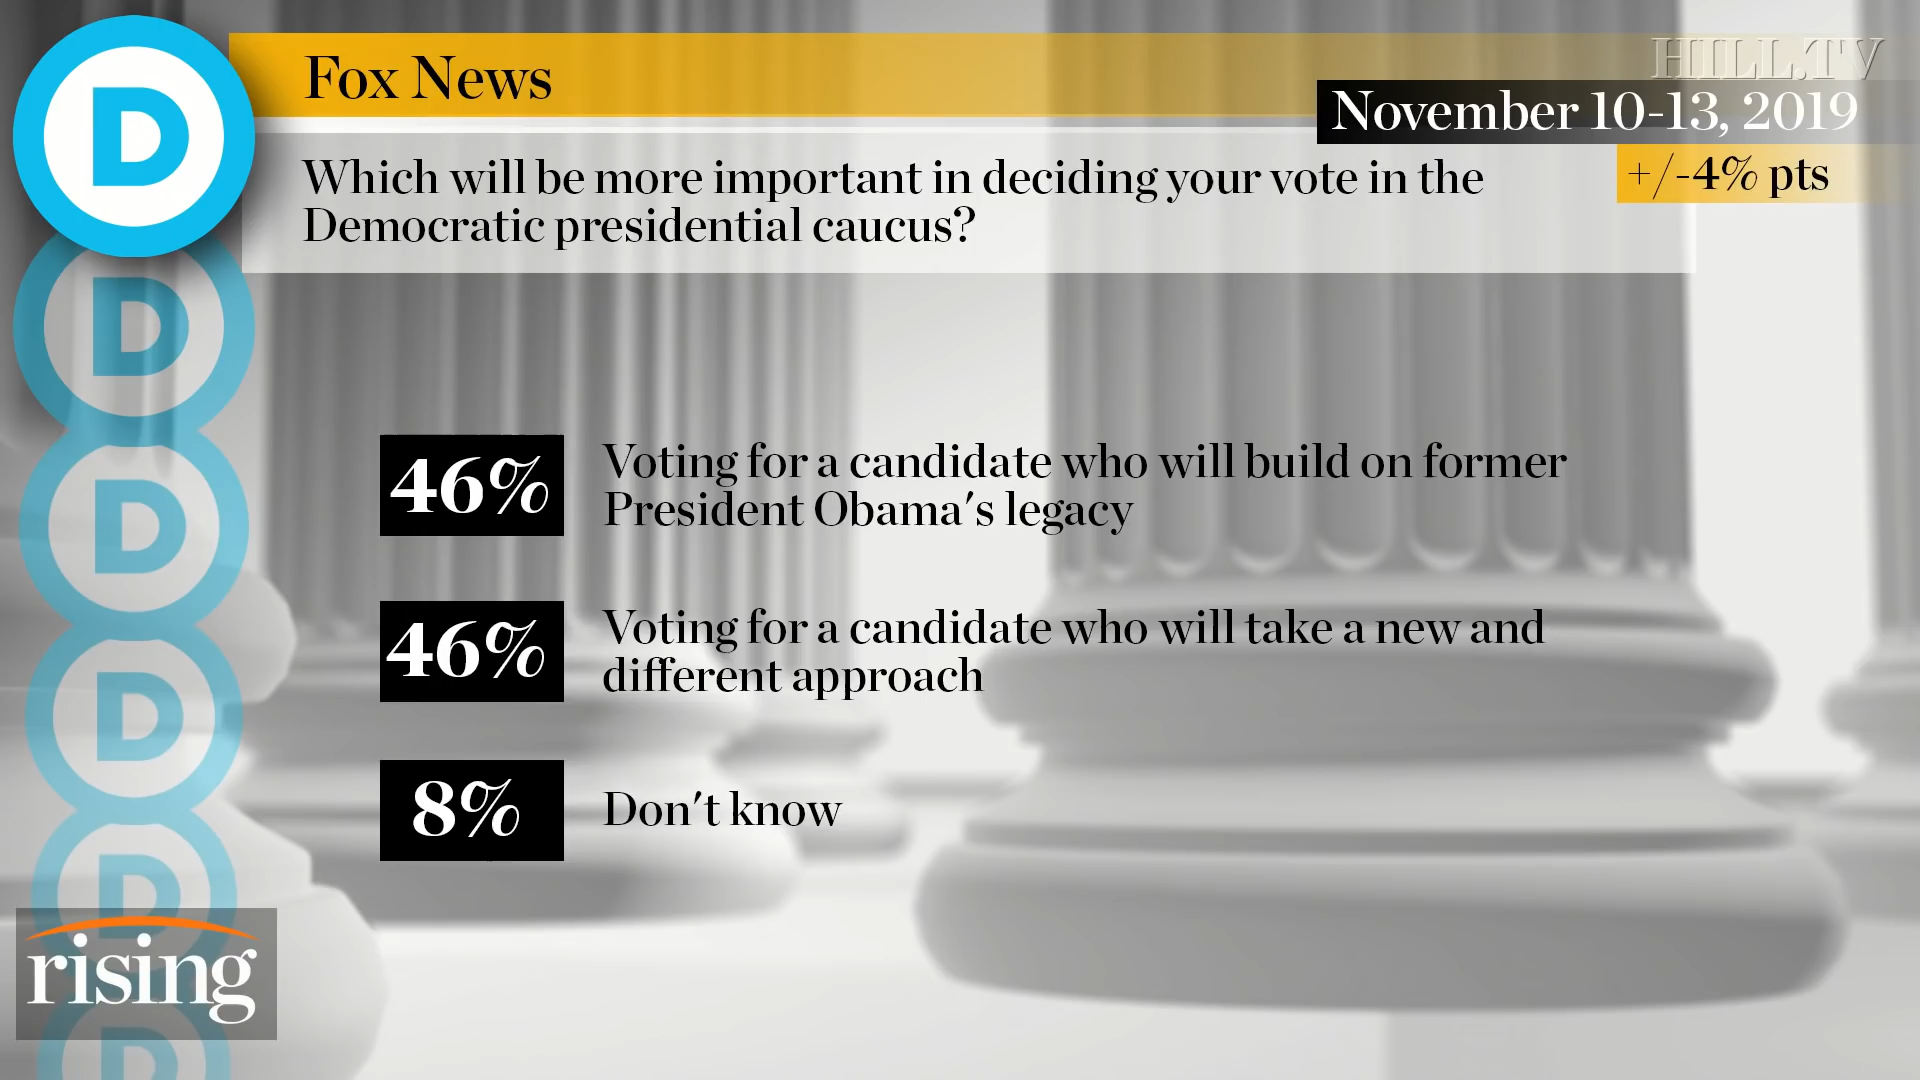 HILL.TV
Fox News
November 10-13, 2019
+/-4% pts
Which will be more important in deciding your vote in the
Democratic presidential caucus?
46%
Voting for a candidate who will build on former
President Obama's legacy
46%
Voting for a candidate who will take a new and
different approach
8%
Don't know
D
D
D
D
D
D
rising